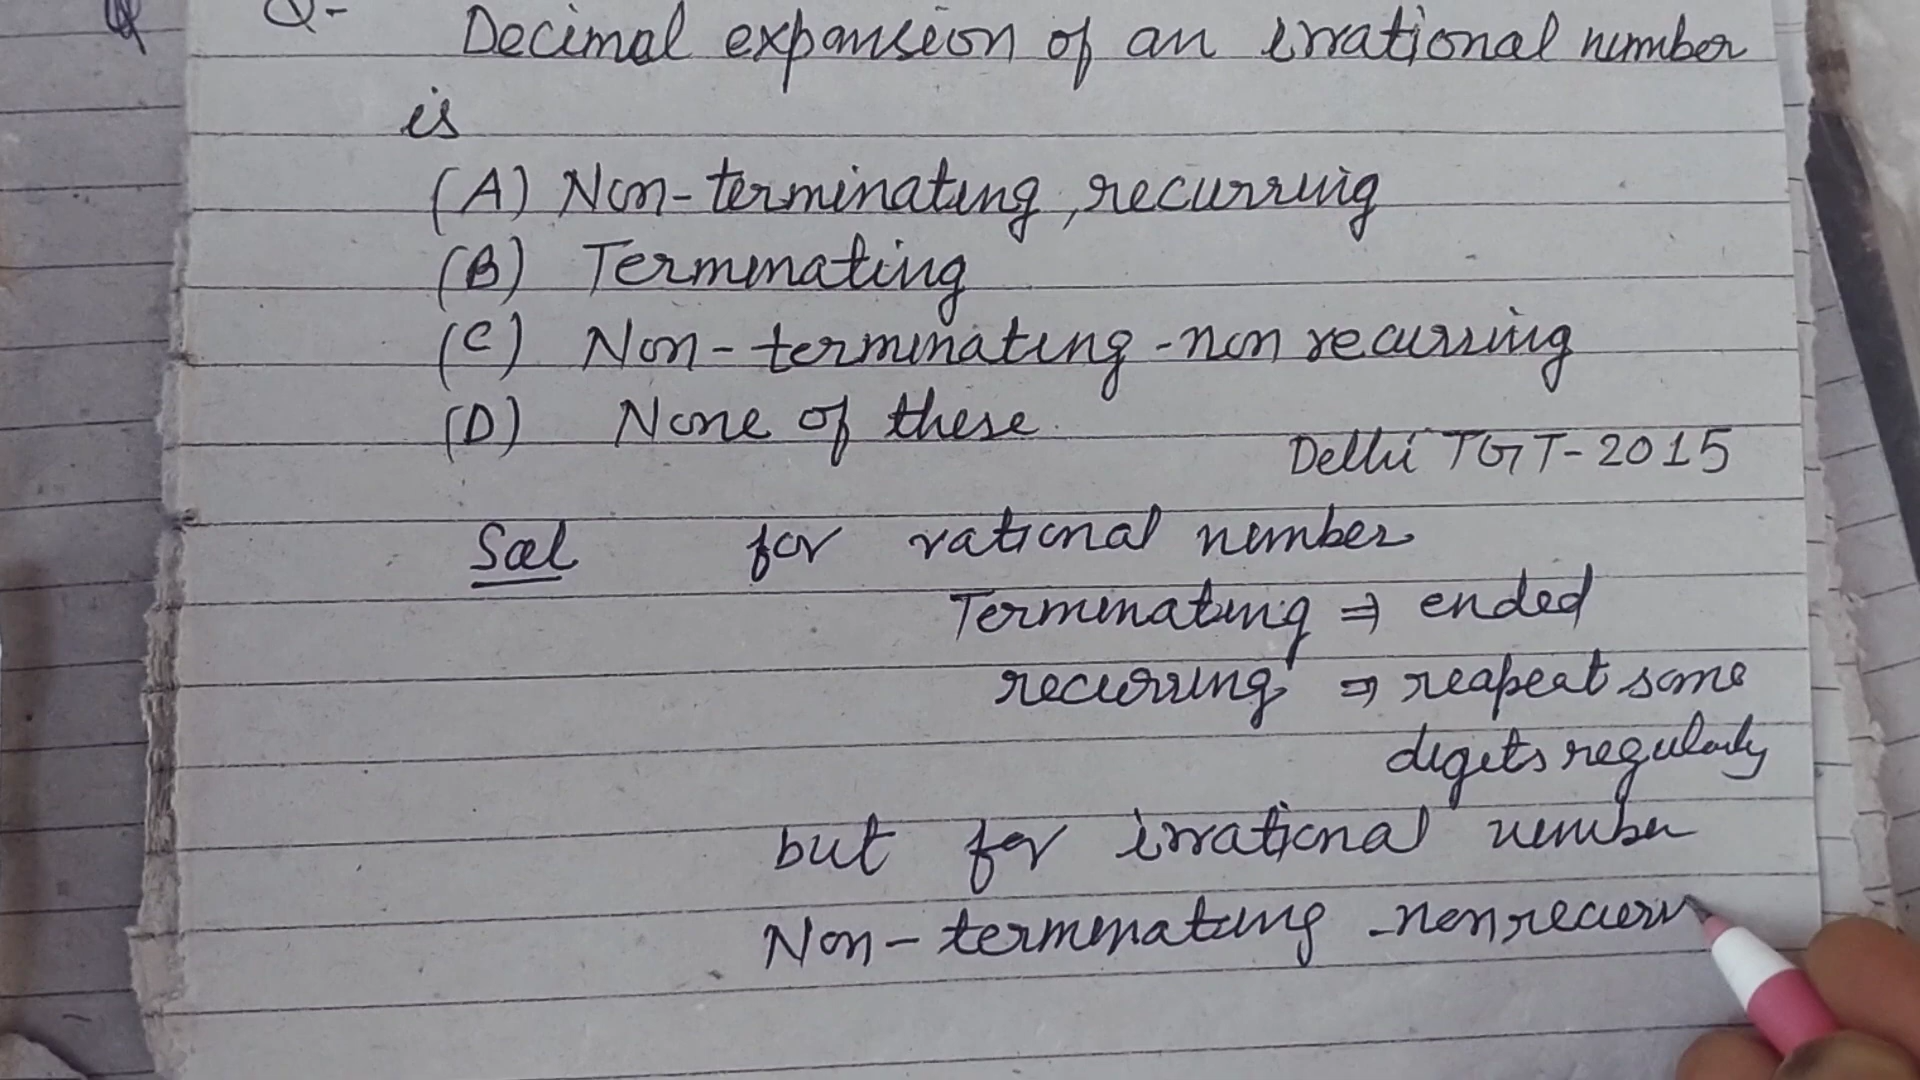 Q-
Decimal expansion of an irrational number
is
(A) Non-terminating, recurring
(B) Terminating
(C) Non-terminating-non recurring
(D) None of these
Delhi TGT-2015
Sol for rational number
Terminating ⇒ ended
recurring ⇒ reapeat some
digits regularly
but for irrational number
Non-terminating -nonrecurr